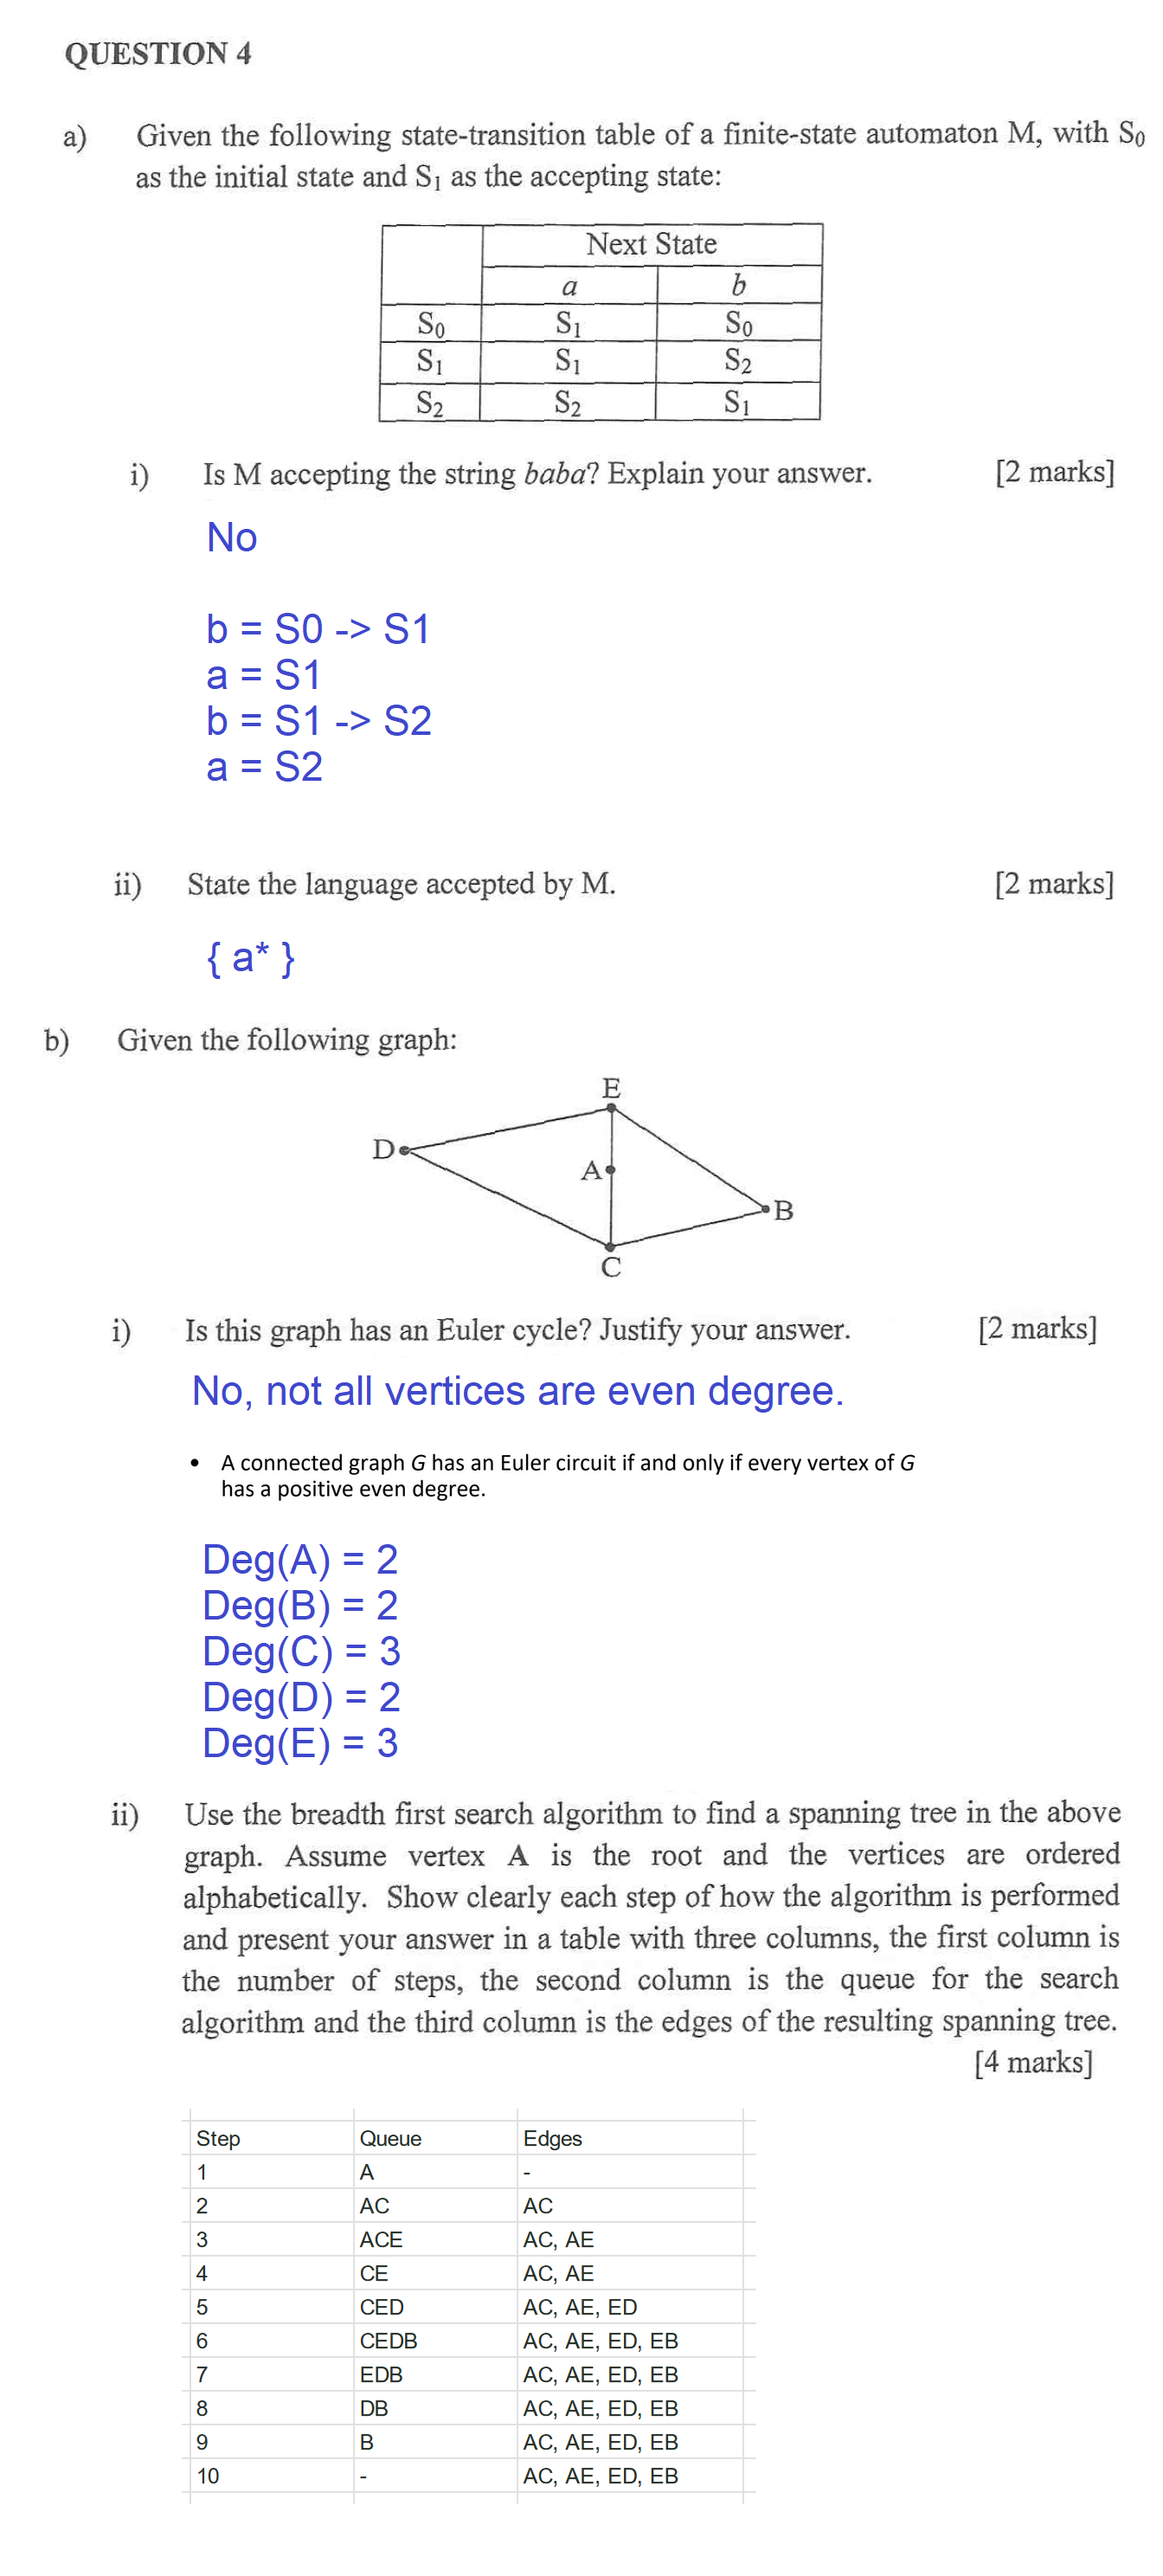 QUESTION 4
a) Given the following state-transition table of a finite-state automaton M, with S0
as the initial state and S1 as the accepting state:
Next State
a b
S0 S1 S0
S1 S1 S2
S2 S2 S1
i) Is M accepting the string baba? Explain your answer. [2 marks]
No
b = S0 -> S1
a = S1
b = S1 -> S2
a = S2
ii) State the language accepted by M. [2 marks]
{ a* }
b) Given the following graph:
E
D
A
B
C
i) Is this graph has an Euler cycle? Justify your answer. [2 marks]
No, not all vertices are even degree.
• A connected graph G has an Euler circuit if and only if every vertex of G
has a positive even degree.
Deg(A) = 2
Deg(B) = 2
Deg(C) = 3
Deg(D) = 2
Deg(E) = 3
ii) Use the breadth first search algorithm to find a spanning tree in the above
graph. Assume vertex A is the root and the vertices are ordered
alphabetically. Show clearly each step of how the algorithm is performed
and present your answer in a table with three columns, the first column is
the number of steps, the second column is the queue for the search
algorithm and the third column is the edges of the resulting spanning tree.
[4 marks]
Step Queue Edges
1 A -
2 AC AC
3 ACE AC, AE
4 CE AC, AE
5 CED AC, AE, ED
6 CEDB AC, AE, ED, EB
7 EDB AC, AE, ED, EB
8 DB AC, AE, ED, EB
9 B AC, AE, ED, EB
10 - AC, AE, ED, EB